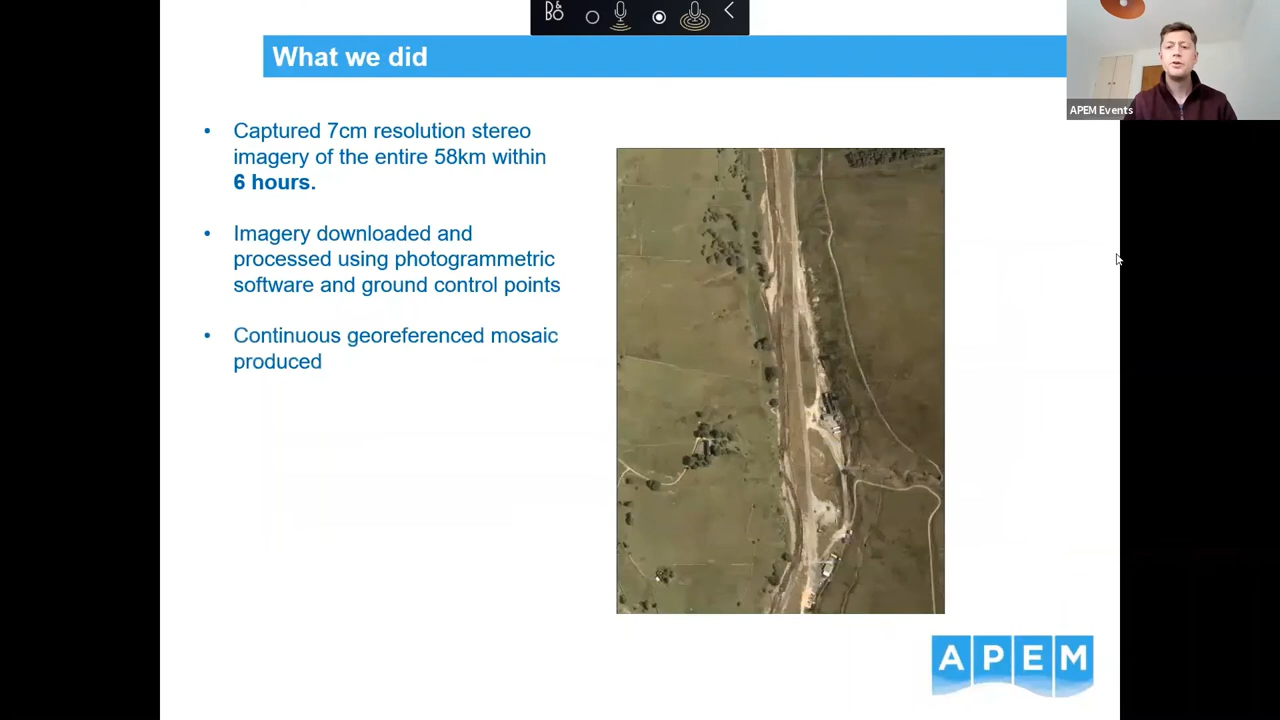 B&O
What we did
APEM Events
• Captured 7cm resolution stereo
imagery of the entire 58km within
6 hours.
• Imagery downloaded and
processed using photogrammetric
software and ground control points
• Continuous georeferenced mosaic
produced
APEM